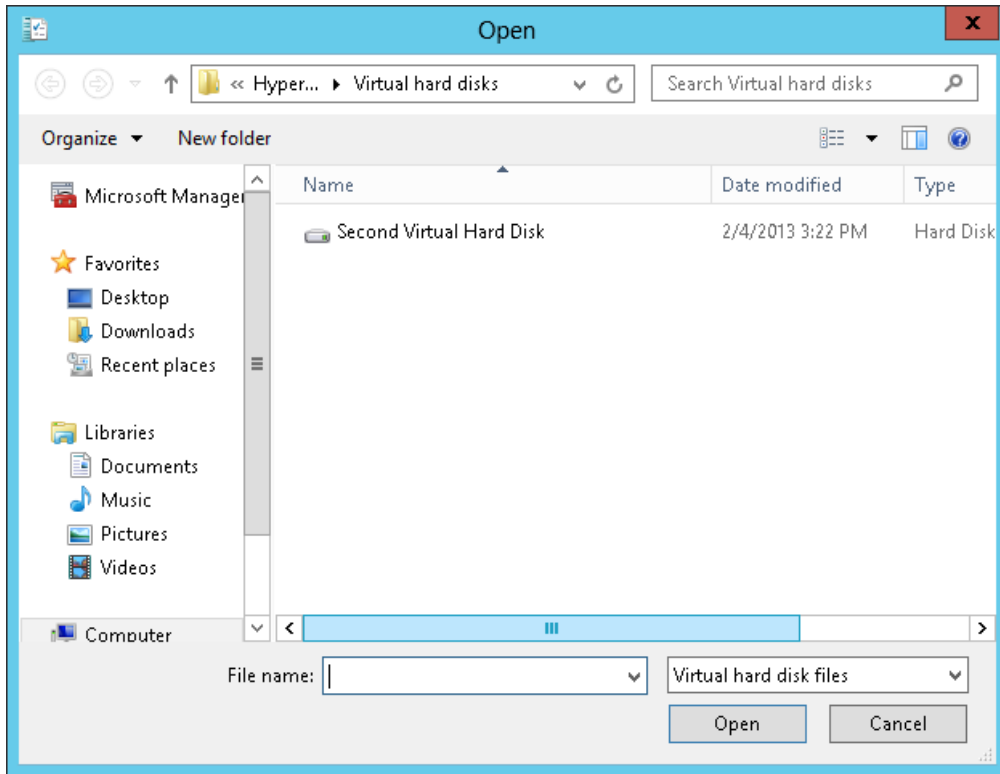 Open
x
« Hyper... Virtual hard disks
Search Virtual hard disks
Organize
New folder
Name
Date modified
Type
Microsoft Manager
Second Virtual Hard Disk
2/4/2013 3:22 PM
Hard Disk
Favorites
Desktop
Downloads
Recent places
Libraries
Documents
Music
Pictures
Videos
Computer
File name:
Virtual hard disk files
Open
Cancel